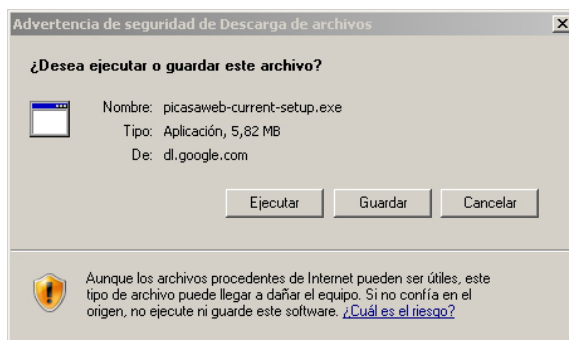 Advertencia de seguridad de Descarga de archivos
¿Desea ejecutar o guardar este archivo?
Nombre: picasaweb-current-setup.exe
Tipo: Aplicación, 5,82 MB
De: dl.google.com
Ejecutar Guardar Cancelar
Aunque los archivos procedentes de Internet pueden ser útiles, este
tipo de archivo puede llegar a dañar el equipo. Si no confía en el
origen, no ejecute ni guarde este software. ¿Cuál es el riesgo?